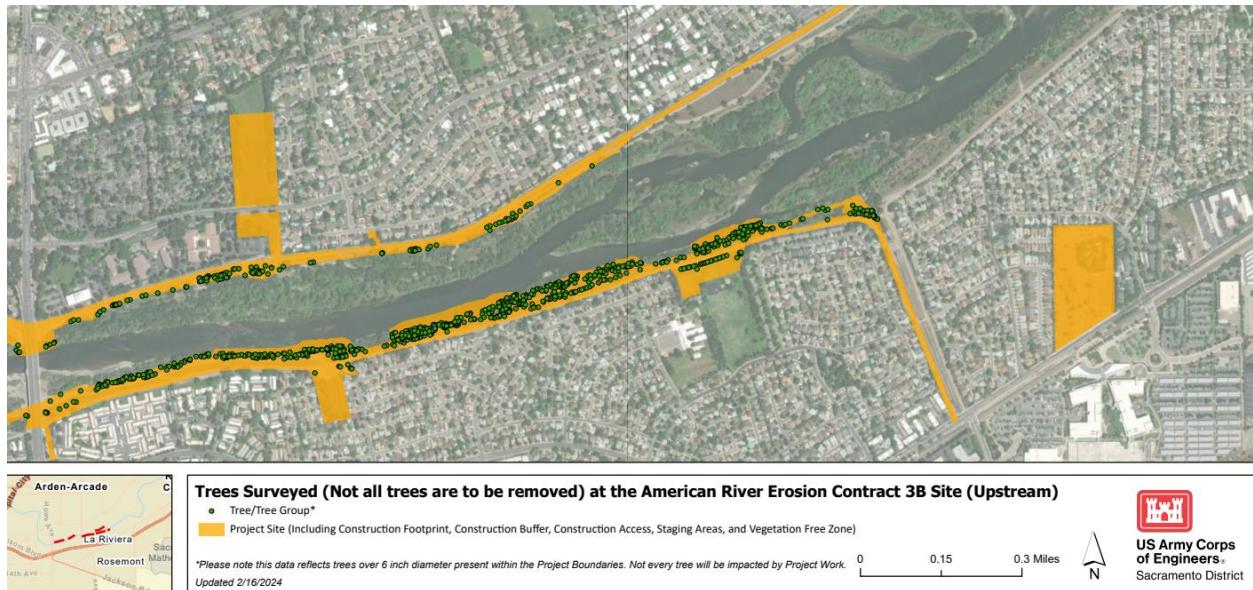 Arden-Arcade
La Riviera
Rosemont
Trees Surveyed (Not all trees are to be removed) at the American River Erosion Contract 3B Site (Upstream)
Tree/Tree Group*
Project Site (Including Construction Footprint, Construction Buffer, Construction Access, Staging Areas, and Vegetation Free Zone)
*Please note this data reflects trees over 6 inch diameter present within the Project Boundaries. Not every tree will be impacted by Project Work.
Updated 2/16/2024
0 0.15 0.3 Miles
N
US Army Corps
of Engineers®
Sacramento District